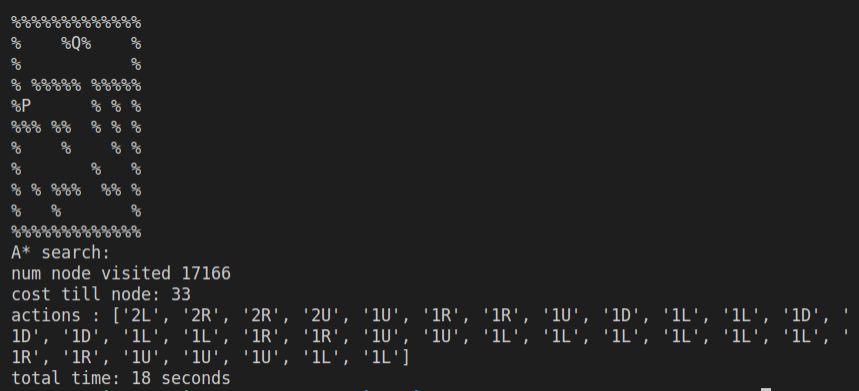 %%%%%%%%%%%%%
%    %Q%    %
%           %
% %%%%% %%%%%
%P      % % %
%%% %%  % % %
%    %    % %
%       %   %
% % %%%  %% %
%   %       %
%%%%%%%%%%%%%
A* search:
num node visited 17166
cost till node: 33
actions : ['2L', '2R', '2R', '2U', '1U', '1R', '1R', '1U', '1D', '1L', '1L', '1D', '
1D', '1D', '1L', '1L', '1R', '1R', '1U', '1U', '1L', '1L', '1L', '1L', '1L', '1L', '
1R', '1R', '1U', '1U', '1U', '1L', '1L']
total time: 18 seconds